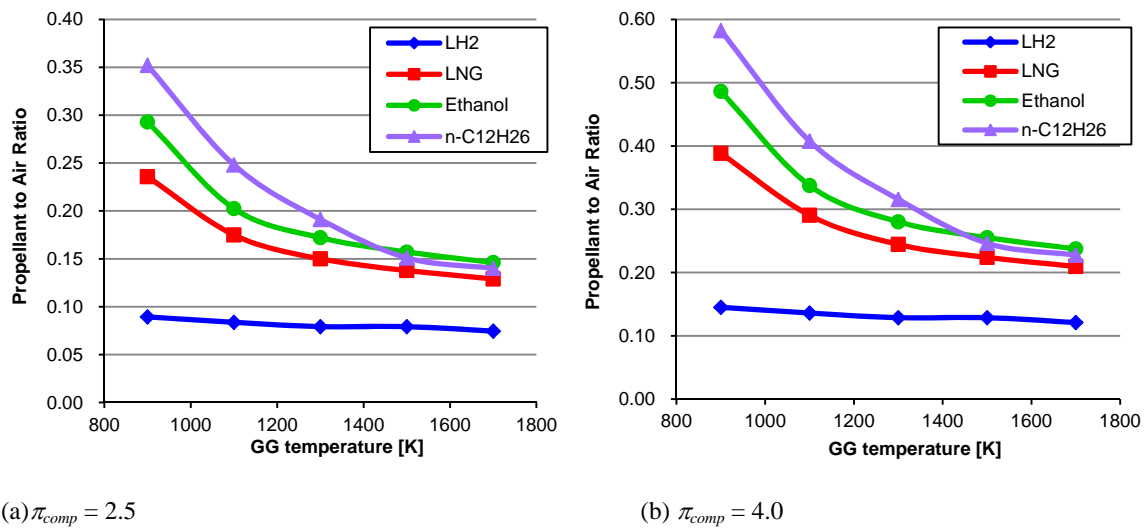 0.40
0.35
0.30
0.25
0.20
0.15
0.10
0.05
0.00
Propellant to Air Ratio
LH2
LNG
Ethanol
n-C12H26
800 1000 1200 1400 1600 1800
GG temperature [K]
(a) πcomp = 2.5
0.60
0.50
0.40
0.30
0.20
0.10
0.00
Propellant to Air Ratio
LH2
LNG
Ethanol
n-C12H26
800 1000 1200 1400 1600 1800
GG temperature [K]
(b) πcomp = 4.0